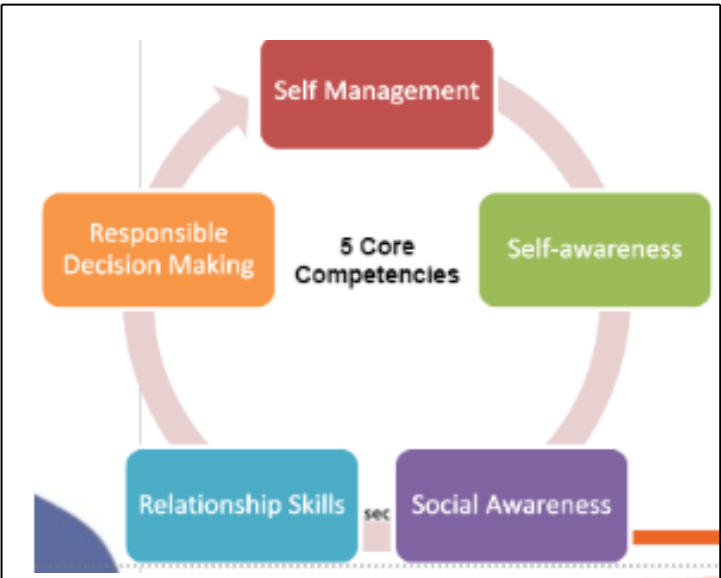 Self Management
Responsible
Decision Making
5 Core
Competencies
Self-awareness
Relationship Skills
sec
Social Awareness